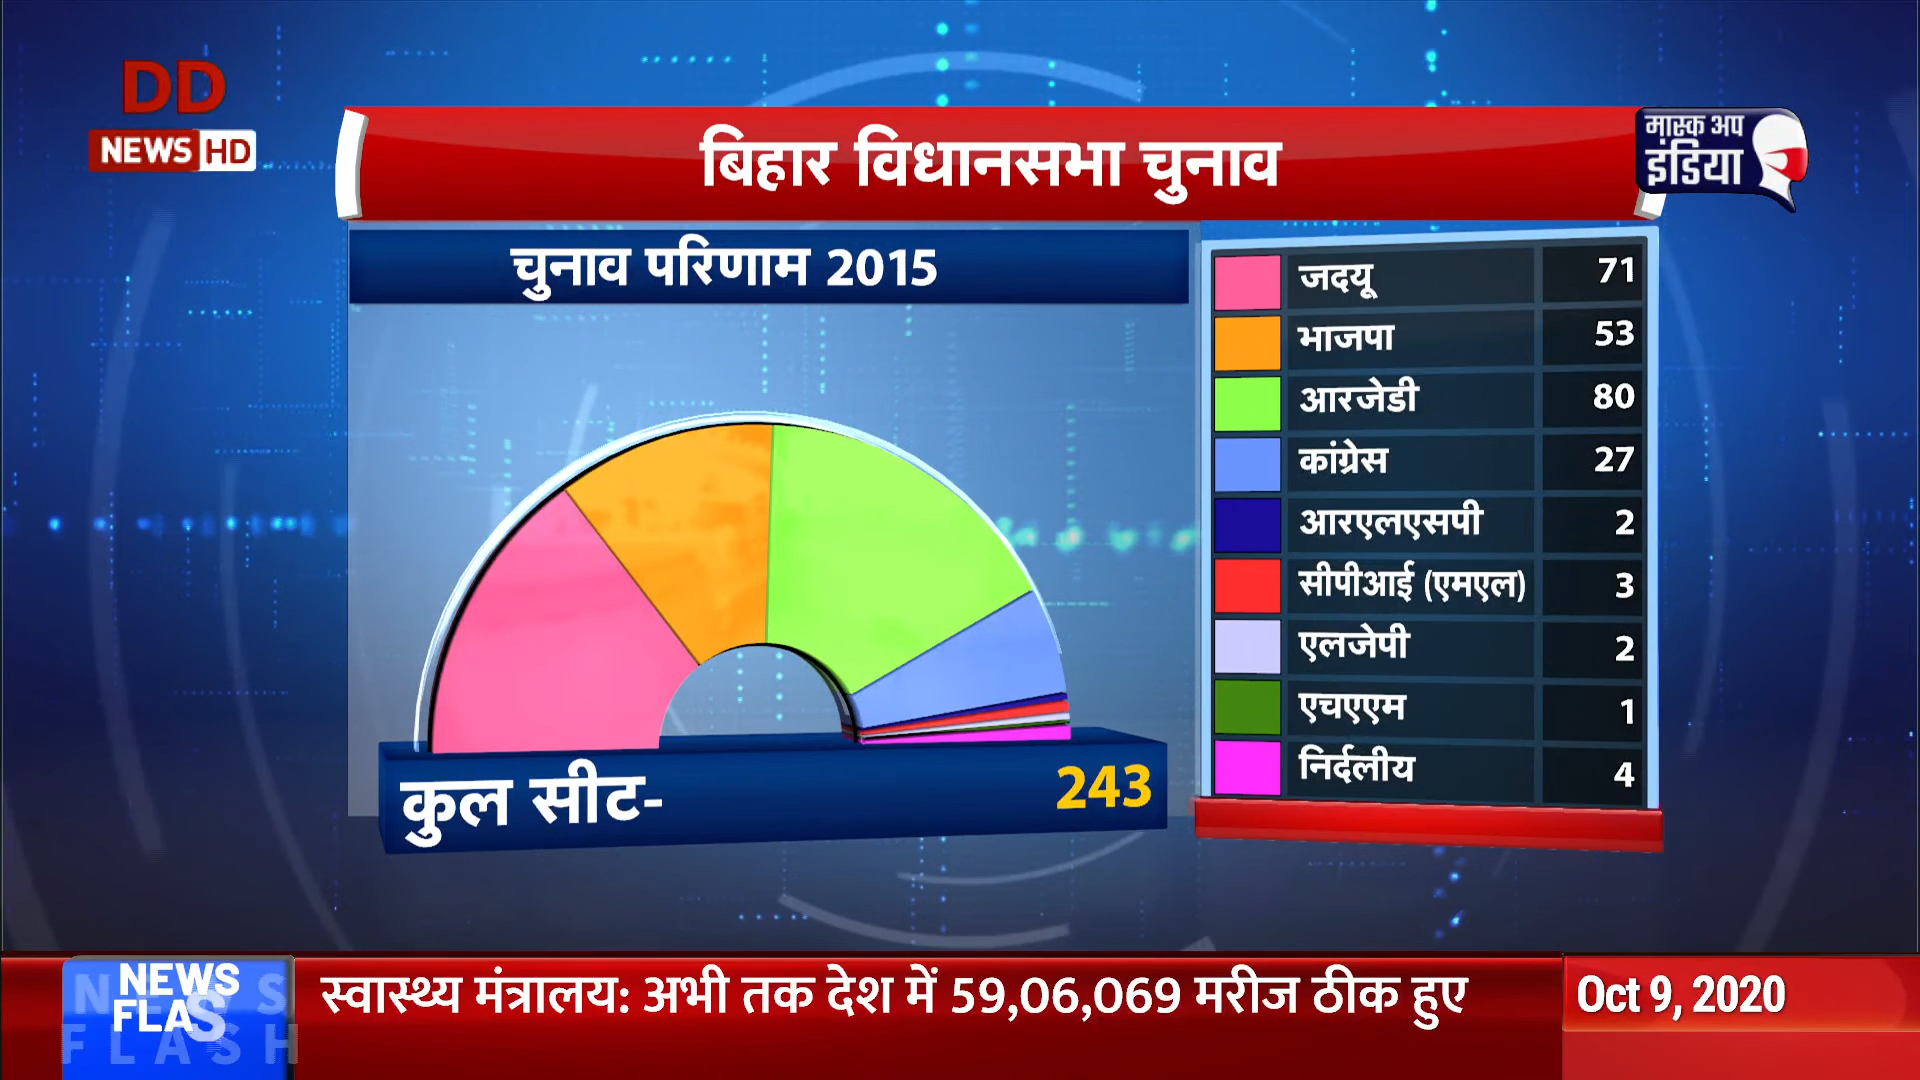 DD
NEWS HD
बिहार विधानसभा चुनाव
मास्क अप
इंडिया
चुनाव परिणाम 2015
जदयू 71
भाजपा 53
आरजेडी 80
कांग्रेस 27
आरएलएसपी 2
सीपीआई (एमएल) 3
एलजेपी 2
एचएएम 1
निर्दलीय 4
कुल सीट- 243
NEWS
FLAS
NEWS
FLASH
स्वास्थ्य मंत्रालय: अभी तक देश में 59,06,069 मरीज ठीक हुए
Oct 9, 2020